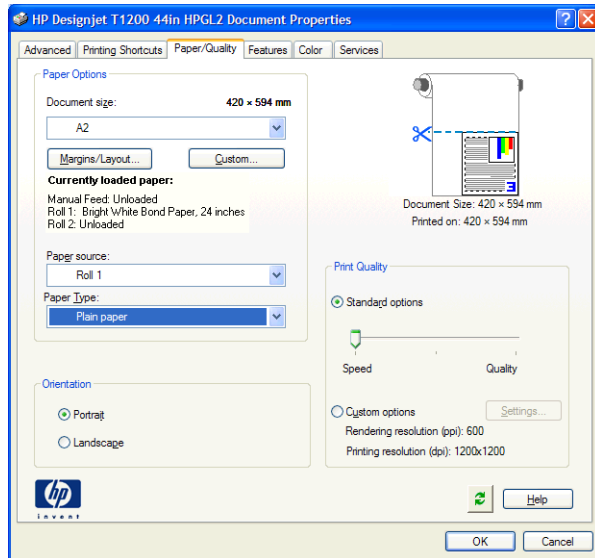 HP Designjet T1200 44in HPGL2 Document Properties
Advanced Printing Shortcuts Paper/Quality Features Color Services
Paper Options
Document size: 420 × 594 mm
A2
Margins/Layout... Custom...
Currently loaded paper:
Manual Feed: Unloaded
Roll 1: Bright White Bond Paper, 24 inches
Roll 2: Unloaded
Paper source:
Roll 1
Paper Type:
Plain paper
Orientation
Portrait
Landscape
3
Document Size: 420 × 594 mm
Printed on: 420 × 594 mm
Print Quality
Standard options
Speed Quality
Custom options Settings...
Rendering resolution (ppi): 600
Printing resolution (dpi): 1200x1200
hp
invent
Help
OK Cancel